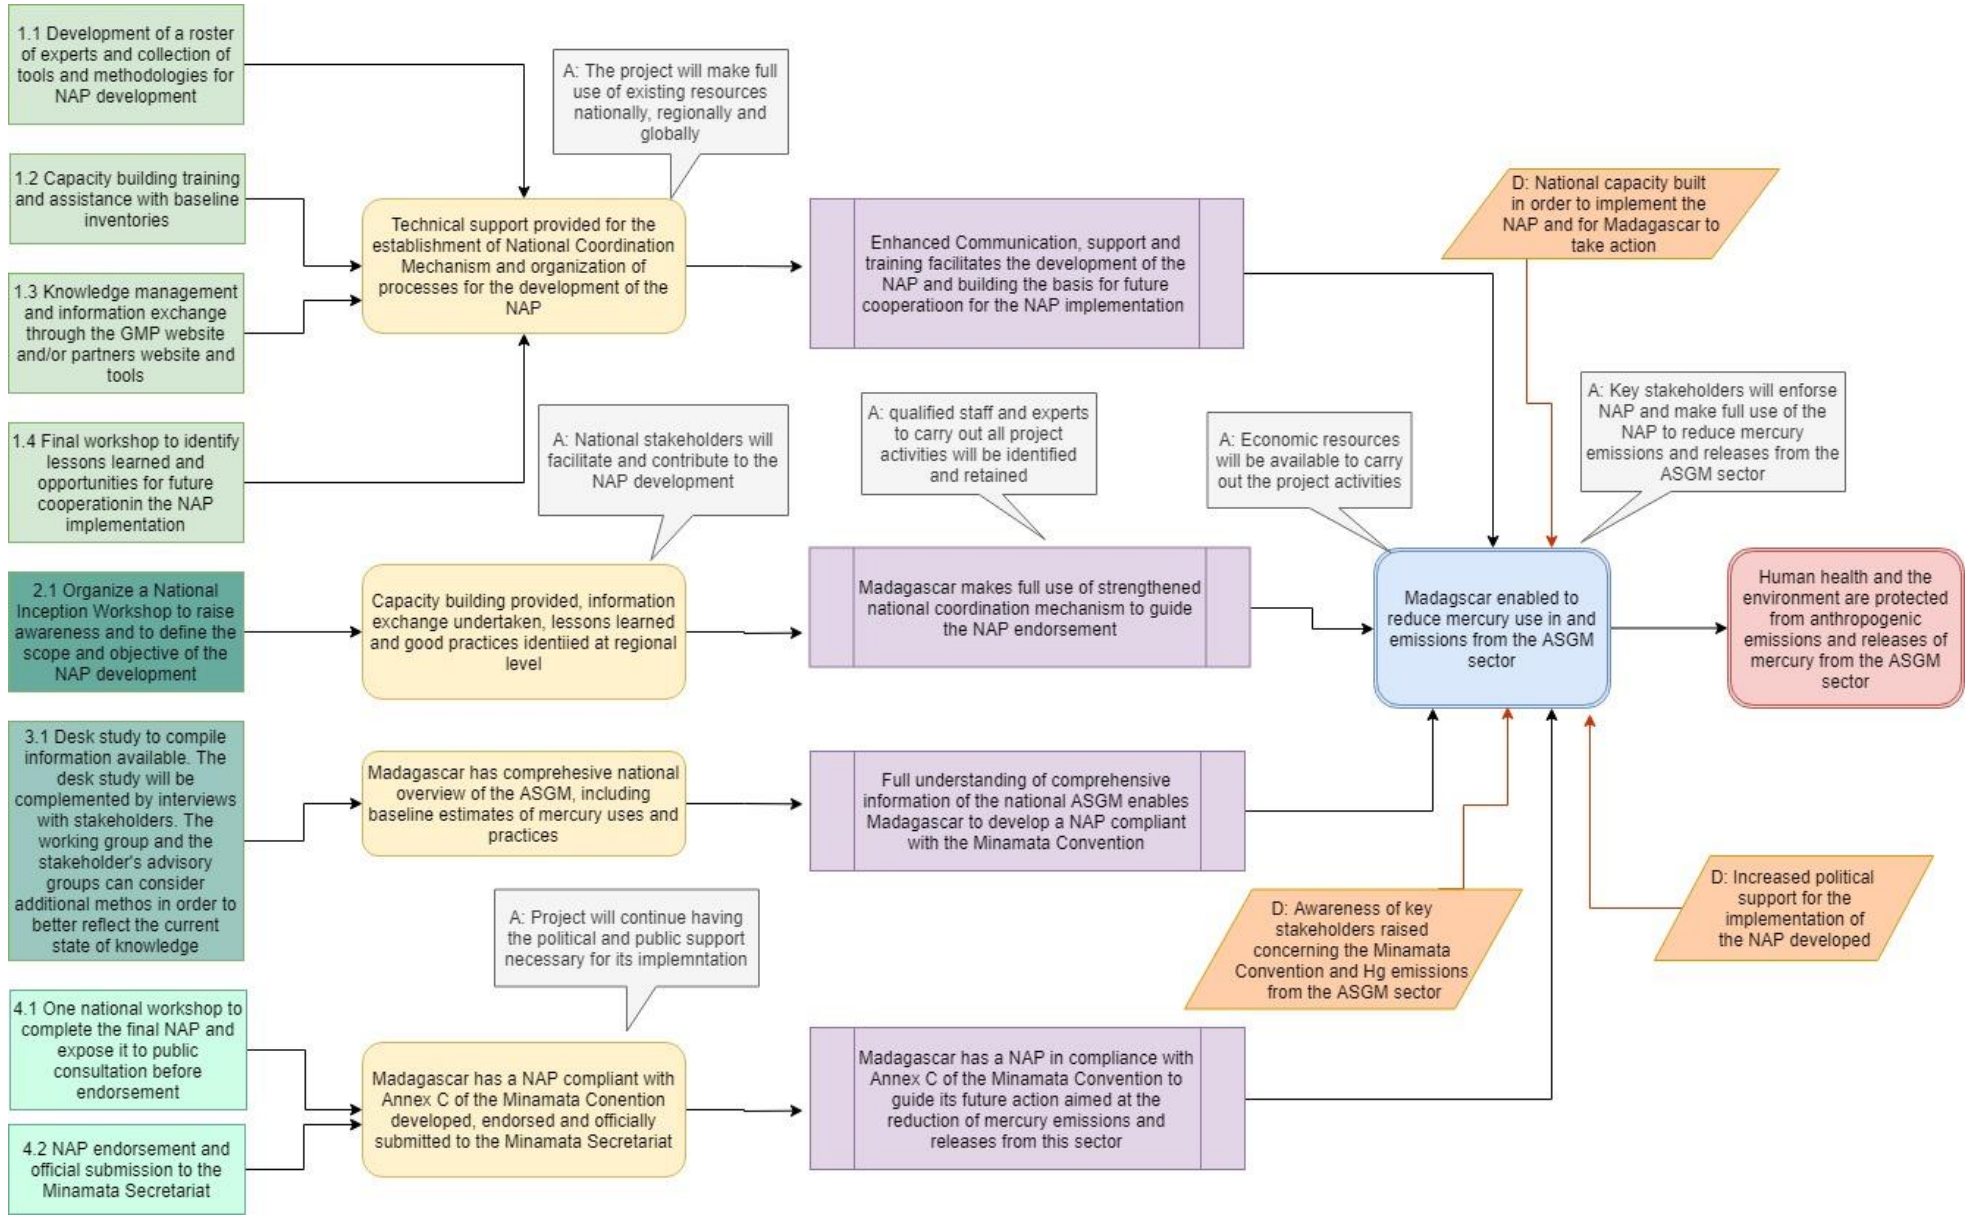 1.1 Development of a roster
of experts and collection of
tools and methodologies for
NAP development
A: The project will make full
use of existing resources
nationally, regionally and
globally
1.2 Capacity building training
and assistance with baseline
inventories
1.3 Knowledge management
and information exchange
through the GMP website
and/or partners website and
tools
1.4 Final workshop to identify
lessons learned and
opportunities for future
cooperationin the NAP
implementation
Technical support provided for the
establishment of National Coordination
Mechanism and organization of
processes for the development of the
NAP
Enhanced Communication, support and
training facilitates the development of the
NAP and building the basis for future
cooperatioon for the NAP implementation
D: National capacity built
in order to implement the
NAP and for Madagascar to
take action
A: National stakeholders will
facilitate and contribute to the
NAP development
A: qualified staff and experts
to carry out all project
activities will be identified
and retained
A: Economic resources
will be available to carry
out the project activities
A: Key stakeholders will enforse
NAP and make full use of the
NAP to reduce mercury
emissions and releases from the
ASGM sector
2.1 Organize a National
Inception Workshop to raise
awareness and to define the
scope and objective of the
NAP development
Capacity building provided, information
exchange undertaken, lessons learned
and good practices identiied at regional
level
Madagascar makes full use of strengthened
national coordination mechanism to guide
the NAP endorsement
Madagscar enabled to
reduce mercury use in and
emissions from the ASGM
sector
Human health and the
environment are protected
from anthropogenic
emissions and releases of
mercury from the ASGM
sector
3.1 Desk study to compile
information available. The
desk study will be
complemented by interviews
with stakeholders. The
working group and the
stakeholder's advisory
groups can consider
additional methos in order to
better reflect the current
state of knowledge
Madagascar has comprehesive national
overview of the ASGM, including
baseline estimates of mercury uses and
practices
Full understanding of comprehensive
information of the national ASGM enables
Madagascar to develop a NAP compliant
with the Minamata Convention
A: Project will continue having
the political and public support
necessary for its implemntation
D: Awareness of key
stakeholders raised
concerning the Minamata
Convention and Hg emissions
from the ASGM sector
D: Increased political
support for the
implementation of
the NAP developed
4.1 One national workshop to
complete the final NAP and
expose it to public
consultation before
endorsement
4.2 NAP endorsement and
official submission to the
Minamata Secretariat
Madagascar has a NAP compliant with
Annex C of the Minamata Conention
developed, endorsed and officially
submitted to the Minamata Secretariat
Madagascar has a NAP in compliance with
Annex C of the Minamata Convention to
guide its future action aimed at the
reduction of mercury emissions and
releases from this sector